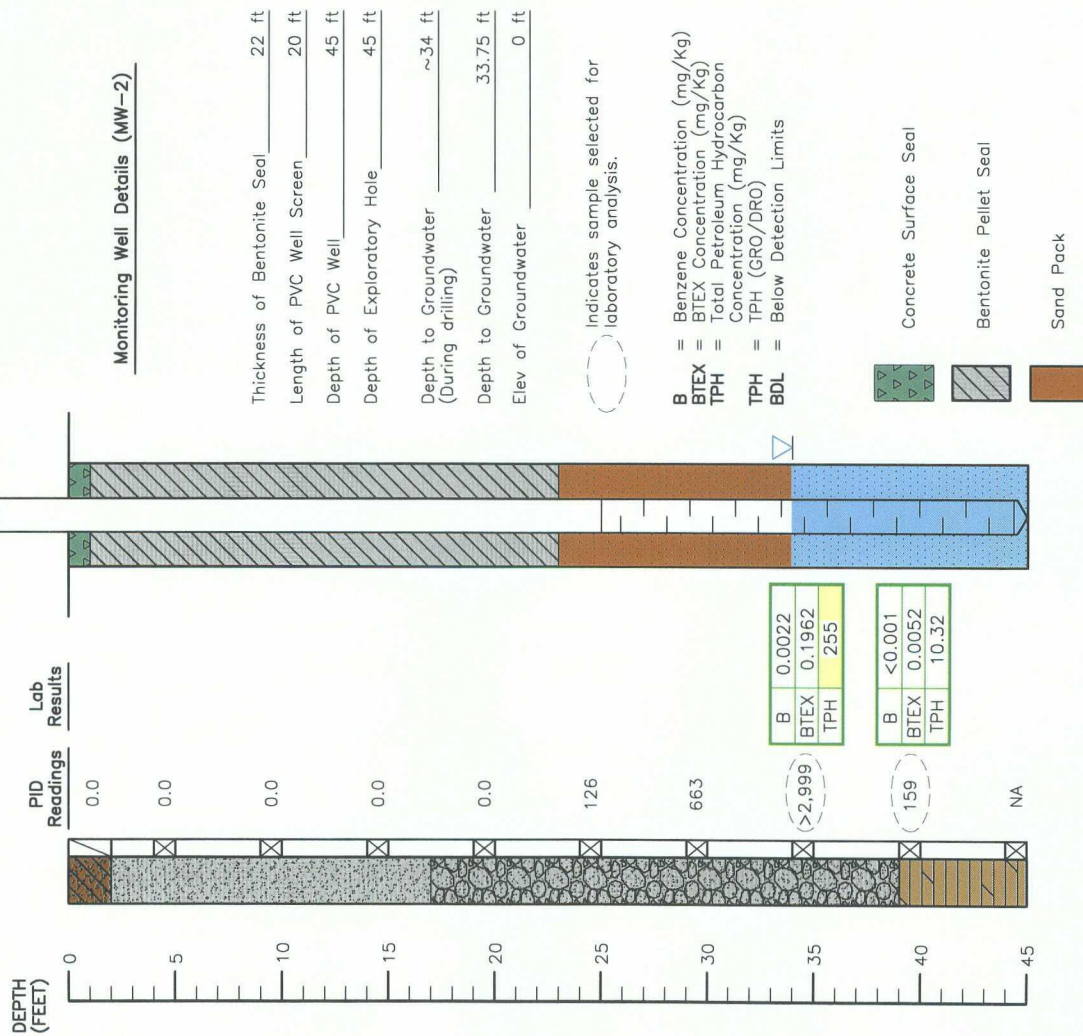 DEPTH
(FEET)
0
5
10
15
20
25
30
35
40
45
PID
Readings
0.0
0.0
0.0
0.0
0.0
126
663
>2,999
159
NA
Lab
Results
B 0.0022
BTEX 0.1962
TPH 255
B <0.001
BTEX 0.0052
TPH 10.32
Monitoring Well Details (MW-2)
Thickness of Bentonite Seal 22 ft
Length of PVC Well Screen 20 ft
Depth of PVC Well 45 ft
Depth of Exploratory Hole 45 ft
Depth to Groundwater ~34 ft
(During drilling)
Depth to Groundwater 33.75 ft
Elev of Groundwater 0 ft
Indicates sample selected for
laboratory analysis.
B = Benzene Concentration (mg/Kg)
BTEX = BTEX Concentration (mg/Kg)
TPH = Total Petroleum Hydrocarbon
Concentration (mg/Kg)
TPH = TPH (GRO/DRO)
BDL = Below Detection Limits
Concrete Surface Seal
Bentonite Pellet Seal
Sand Pack